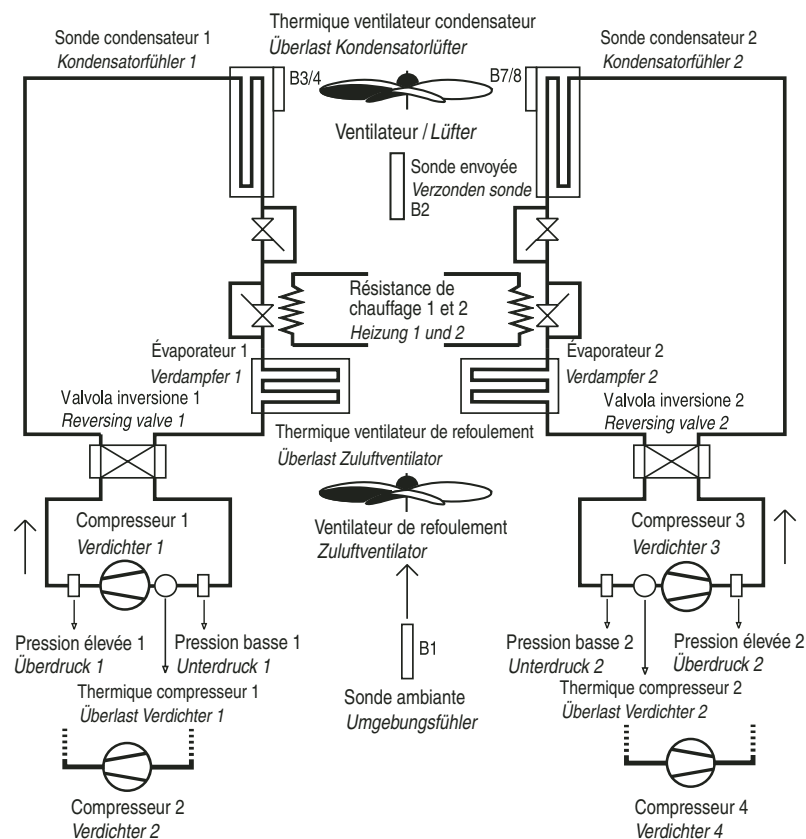 Thermique ventilateur condensateur
Überlast Kondensatorlüfter
Sonde condensateur 1
Kondensatorfühler 1
Sonde condensateur 2
Kondensatorfühler 2
B3/4
B7/8
Ventilateur / Lüfter
Sonde envoyée
Verzonden sonde
B2
Résistance de
chauffage 1 et 2
Heizung 1 und 2
Évaporateur 1
Verdampfer 1
Évaporateur 2
Verdampfer 2
Valvola inversione 1
Reversing valve 1
Valvola inversione 2
Reversing valve 2
Thermique ventilateur de refoulement
Überlast Zuluftventilator
Compresseur 1
Verdichter 1
Ventilateur de refoulement
Zuluftventilator
Compresseur 3
Verdichter 3
Pression élevée 1
Überdruck 1
Pression basse 1
Unterdruck 1
B1
Pression basse 2
Unterdruck 2
Pression élevée 2
Überdruck 2
Thermique compresseur 1
Überlast Verdichter 1
Sonde ambiante
Umgebungsfühler
Thermique compresseur 2
Überlast Verdichter 2
Compresseur 2
Verdichter 2
Compresseur 4
Verdichter 4